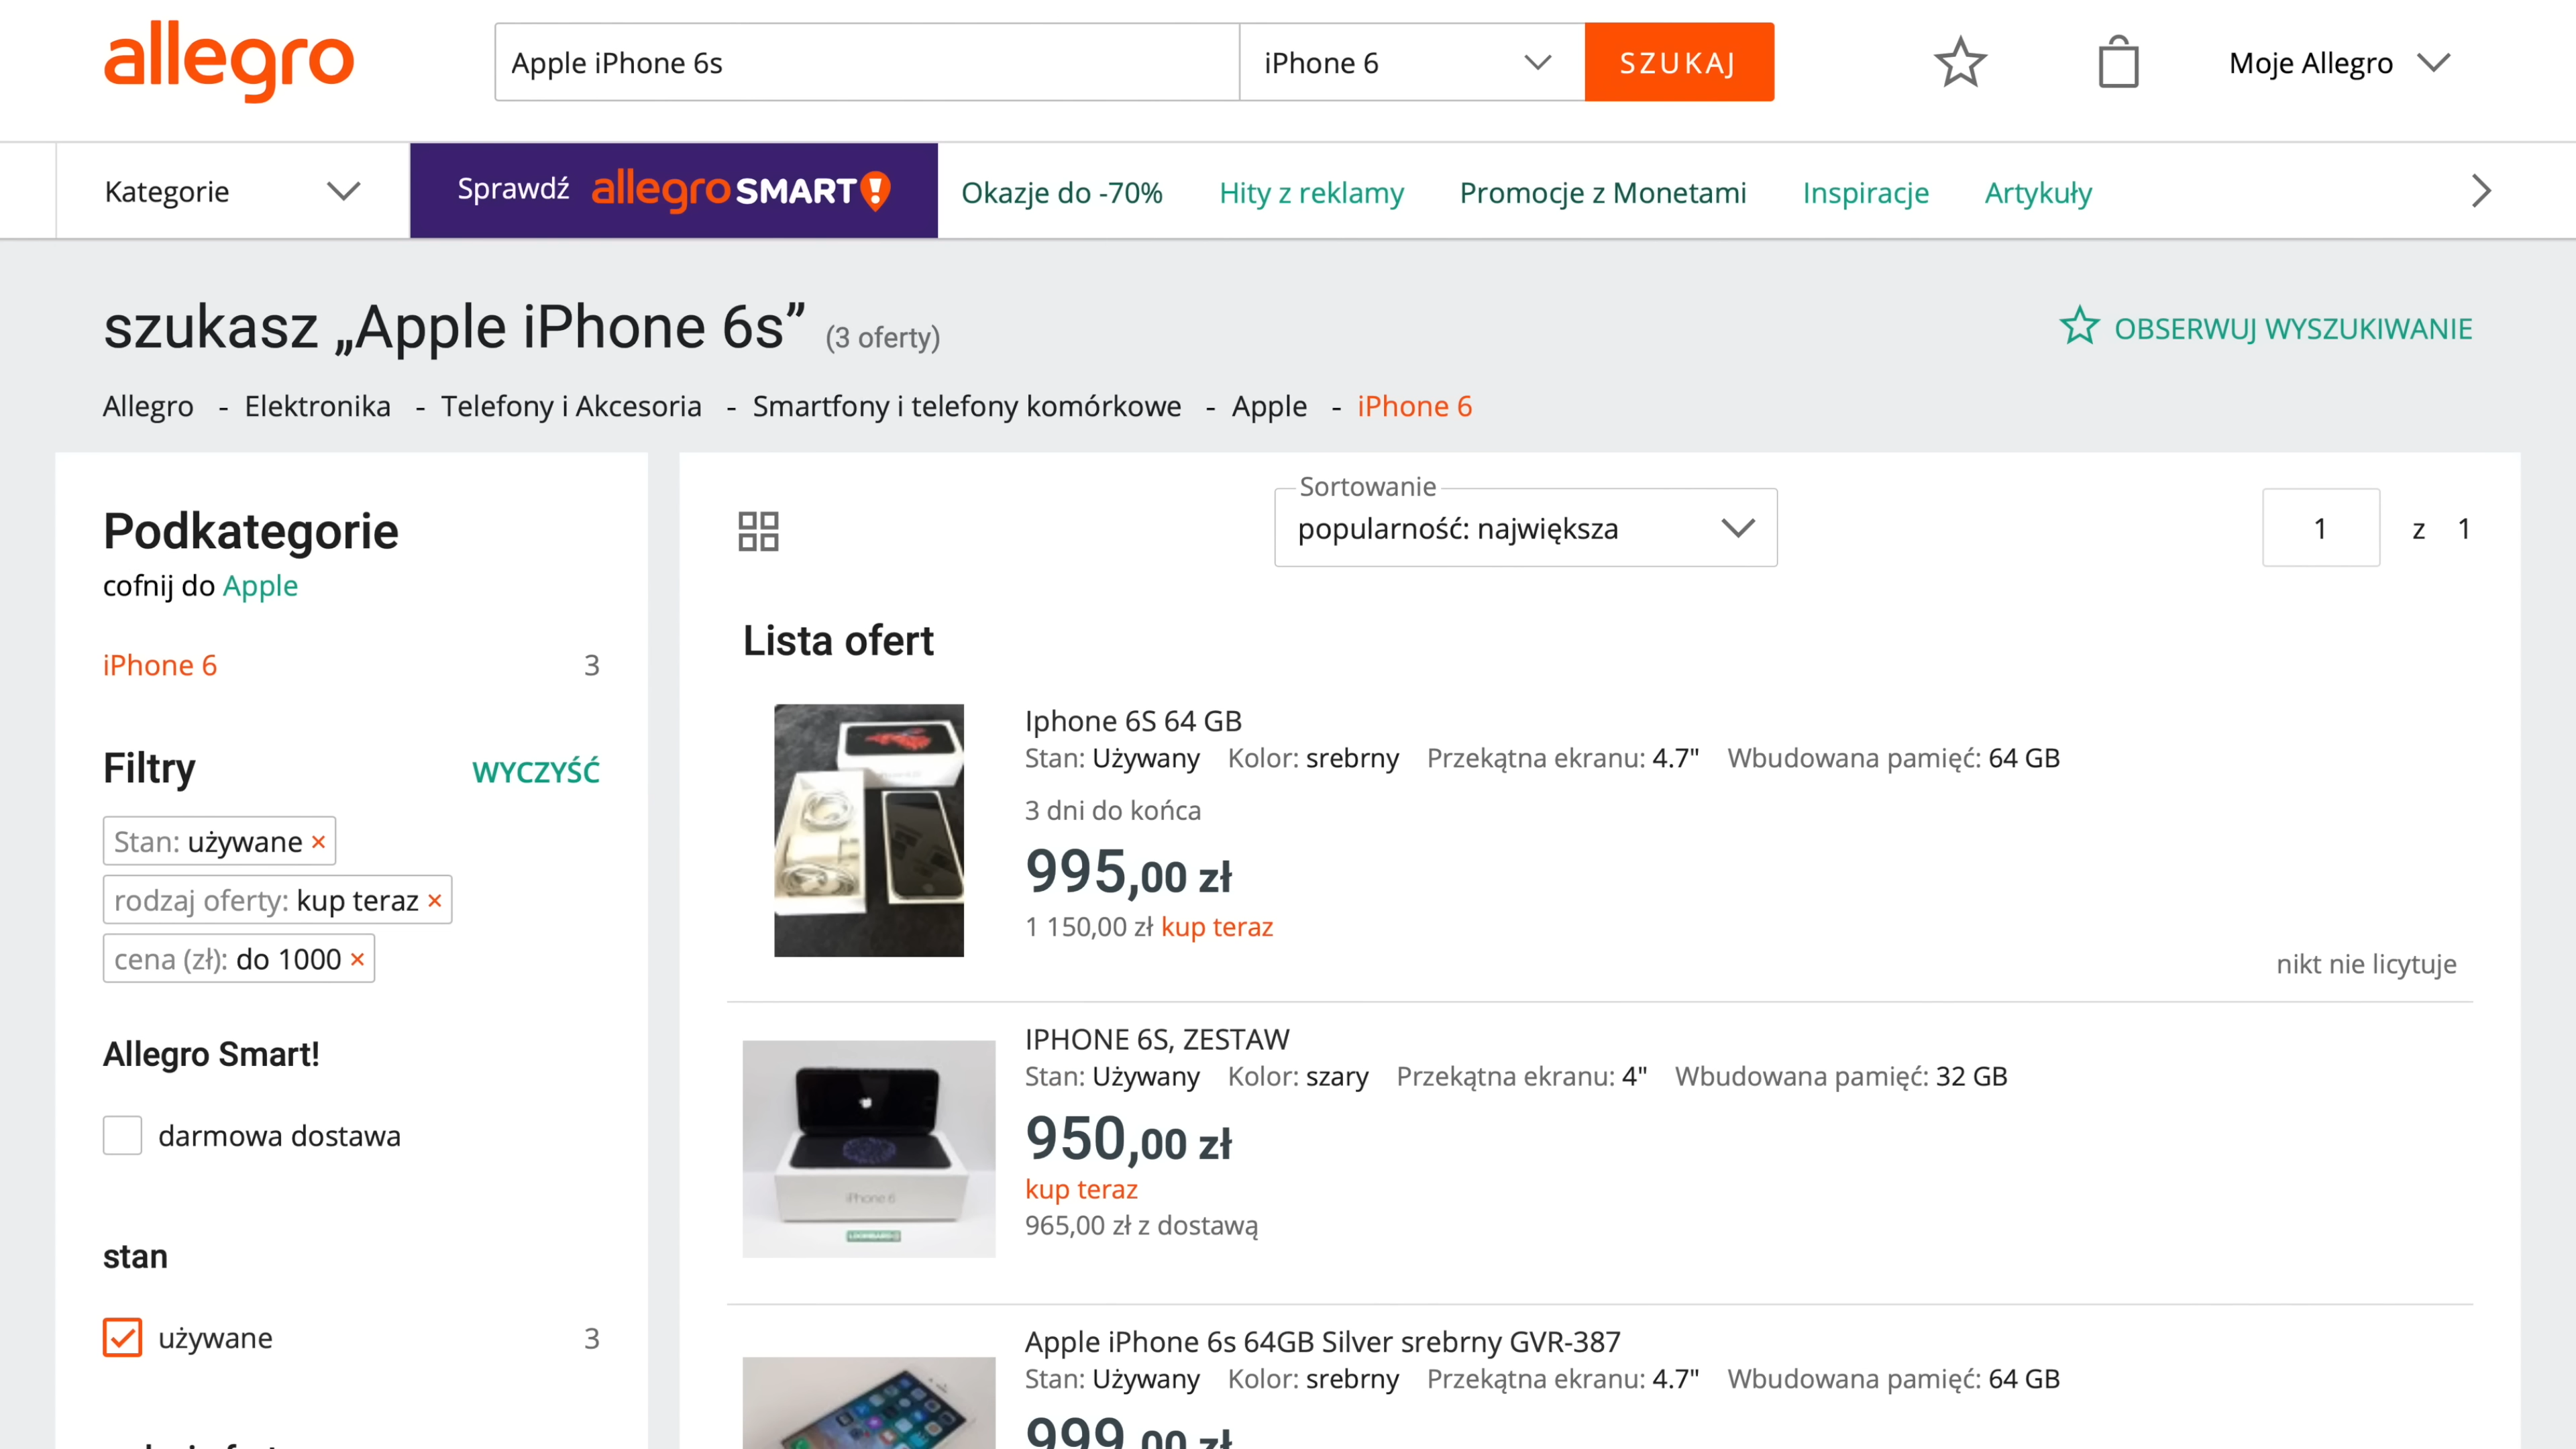 allegro
Apple iPhone 6s
iPhone 6
SZUKAJ
Moje Allegro
Kategorie
Sprawdź allegro SMART!
Okazje do -70%
Hity z reklamy
Promocje z Monetami
Inspiracje
Artykuły
szukasz „Apple iPhone 6s” (3 oferty)
OBSERWUJ WYSZUKIWANIE
Allegro - Elektronika - Telefony i Akcesoria - Smartfony i telefony komórkowe - Apple - iPhone 6
Podkategorie
cofnij do Apple
iPhone 6 3
Filtry WYCZYŚĆ
Stan: używane ×
rodzaj oferty: kup teraz ×
cena (zł): do 1000 ×
Allegro Smart!
darmowa dostawa
stan
używane 3
Sortowanie
popularność: największa
1 z 1
Lista ofert
Iphone 6S 64 GB
Stan: Używany Kolor: srebrny Przekątna ekranu: 4.7" Wbudowana pamięć: 64 GB
3 dni do końca
995,00 zł
1 150,00 zł kup teraz
nikt nie licytuje
IPHONE 6S, ZESTAW
Stan: Używany Kolor: szary Przekątna ekranu: 4" Wbudowana pamięć: 32 GB
950,00 zł
kup teraz
965,00 zł z dostawą
iPhone 6
Apple iPhone 6s 64GB Silver srebrny GVR-387
Stan: Używany Kolor: srebrny Przekątna ekranu: 4.7" Wbudowana pamięć: 64 GB
999,00 zł